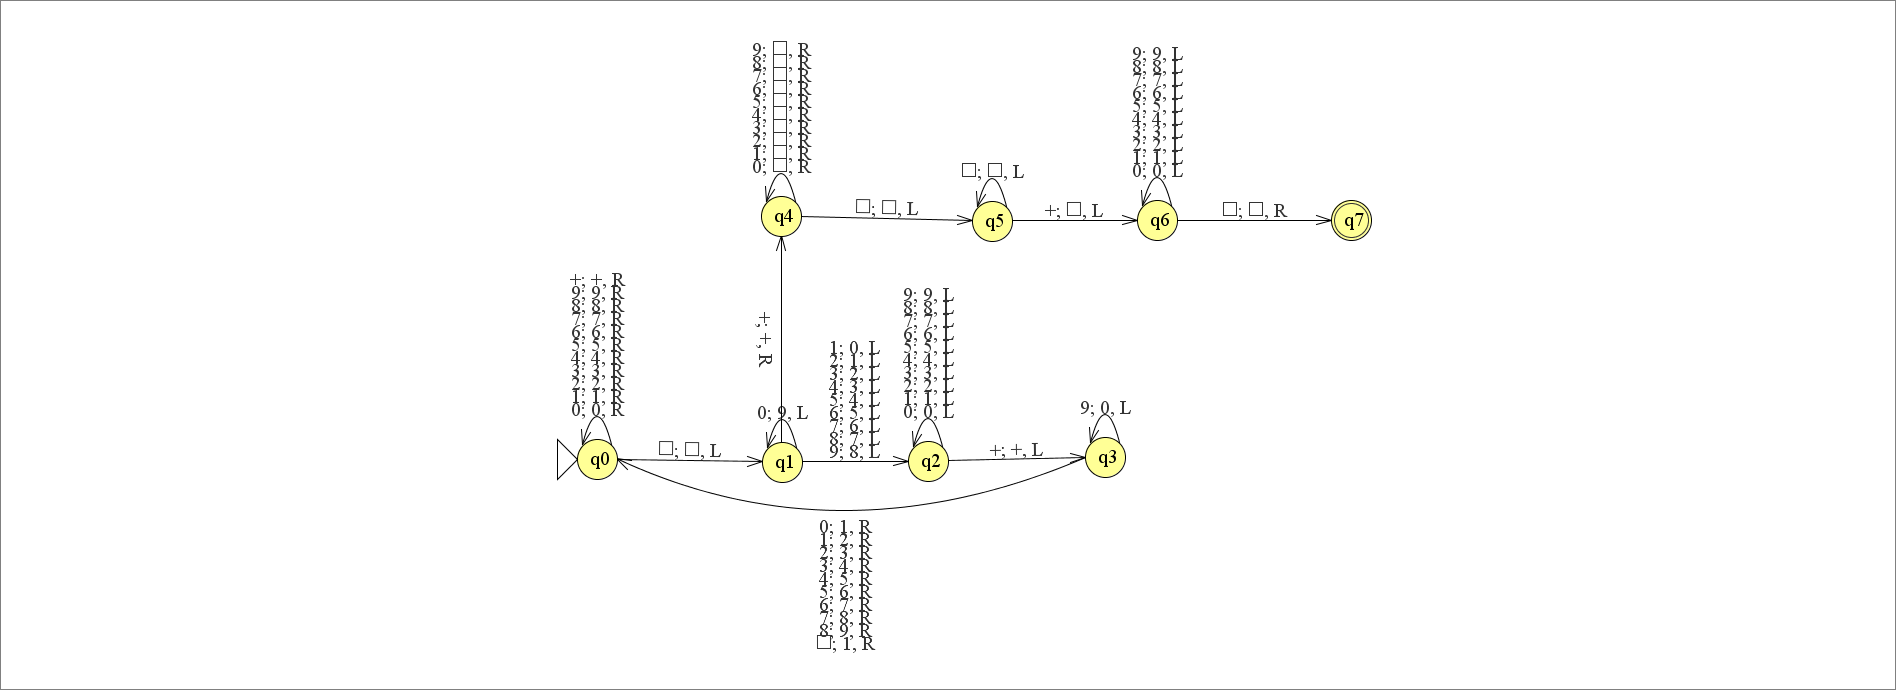 9; □, R
8; □, R
7; □, R
6; □, R
5; □, R
4; □, R
3; □, R
2; □, R
1; □, R
0; □, R
9; 9, L
8; 8, L
7; 7, L
6; 6, L
5; 5, L
4; 4, L
3; 3, L
2; 2, L
1; 1, L
0; 0, L
□; □, L
q4
□; □, L
q5
+; □, L
q6
□; □, R
q7
+; +, R
9; 9, R
8; 8, R
7; 7, R
6; 6, R
5; 5, R
4; 4, R
3; 3, R
2; 2, R
1; 1, R
0; 0, R
+; +, R
1; 0, L
2; 1, L
3; 2, L
4; 3, L
5; 4, L
6; 5, L
7; 6, L
8; 7, L
9; 8, L
9; 9, L
8; 8, L
7; 7, L
6; 6, L
5; 5, L
4; 4, L
3; 3, L
2; 2, L
1; 1, L
0; 0, L
0; 9, L
9; 0, L
q0
□; □, L
q1
q2
+; +, L
q3
0; 1, R
1; 2, R
2; 3, R
3; 4, R
4; 5, R
5; 6, R
6; 7, R
7; 8, R
8; 9, R
□; 1, R